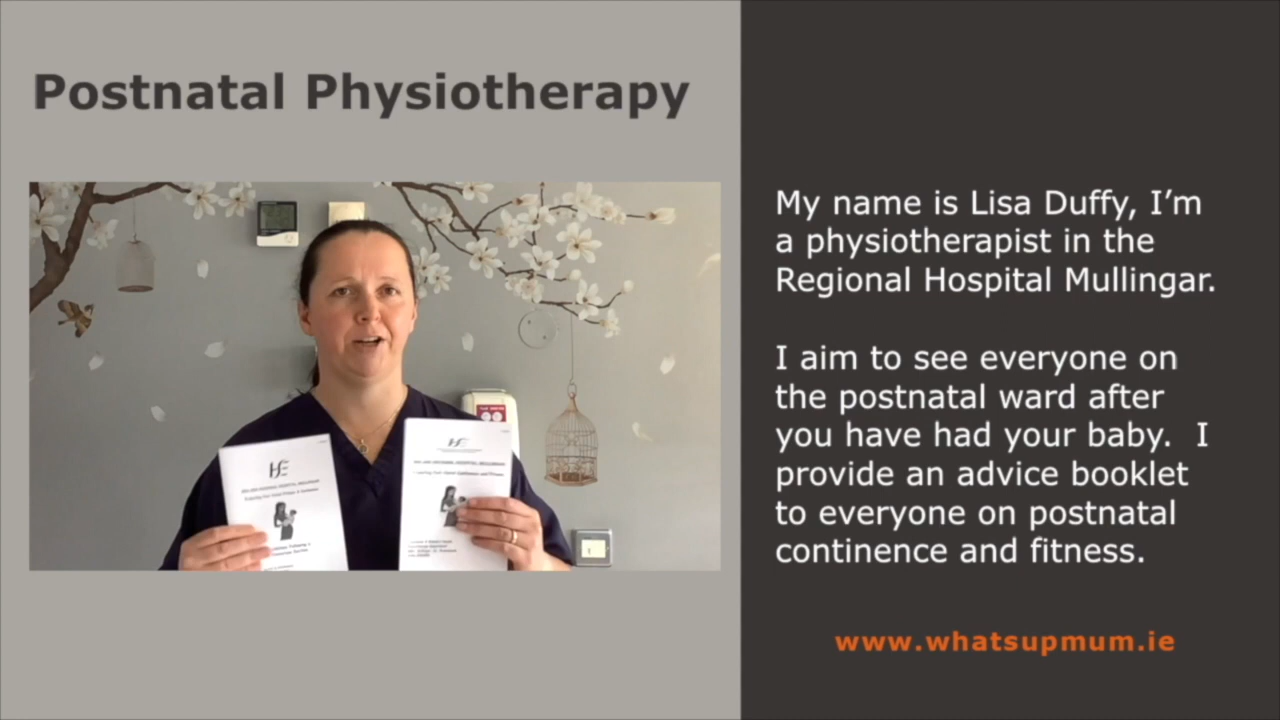 Postnatal Physiotherapy
My name is Lisa Duffy, I’m
a physiotherapist in the
Regional Hospital Mullingar.
I aim to see everyone on
the postnatal ward after
you have had your baby.  I
provide an advice booklet
to everyone on postnatal
continence and fitness.
www.whatsupmum.ie